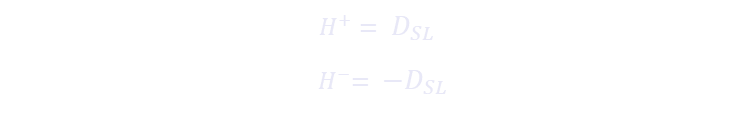 H⁺ = D_SL
H⁻ = −D_SL